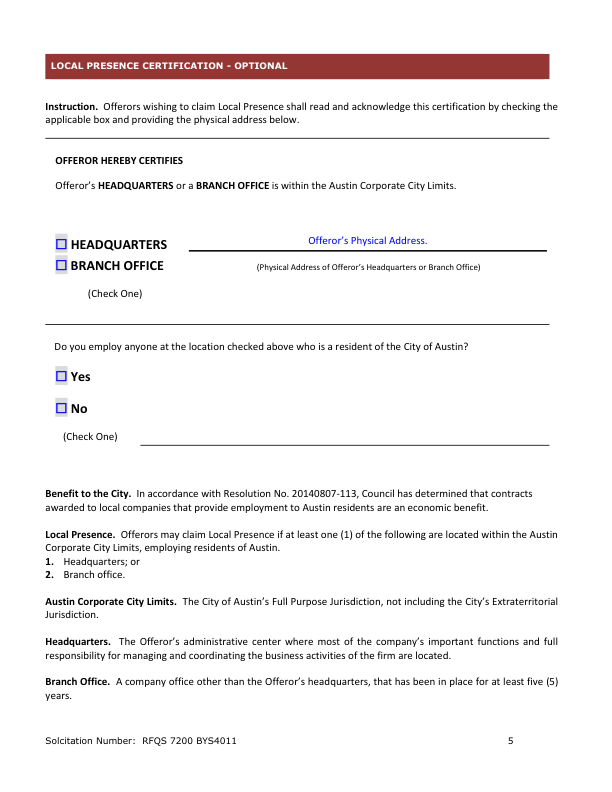 LOCAL PRESENCE CERTIFICATION - OPTIONAL
Instruction. Offerors wishing to claim Local Presence shall read and acknowledge this certification by checking the
applicable box and providing the physical address below.
OFFEROR HEREBY CERTIFIES
Offeror's HEADQUARTERS or a BRANCH OFFICE is within the Austin Corporate City Limits.
☐ HEADQUARTERS
Offeror's Physical Address.
☐ BRANCH OFFICE
(Physical Address of Offeror's Headquarters or Branch Office)
(Check One)
Do you employ anyone at the location checked above who is a resident of the City of Austin?
☐ Yes
☐ No
(Check One)
Benefit to the City. In accordance with Resolution No. 20140807-113, Council has determined that contracts
awarded to local companies that provide employment to Austin residents are an economic benefit.
Local Presence. Offerors may claim Local Presence if at least one (1) of the following are located within the Austin
Corporate City Limits, employing residents of Austin.
1. Headquarters; or
2. Branch office.
Austin Corporate City Limits. The City of Austin's Full Purpose Jurisdiction, not including the City's Extraterritorial
Jurisdiction.
Headquarters. The Offeror's administrative center where most of the company's important functions and full
responsibility for managing and coordinating the business activities of the firm are located.
Branch Office. A company office other than the Offeror's headquarters, that has been in place for at least five (5)
years.
Solcitation Number: RFQS 7200 BYS4011 5